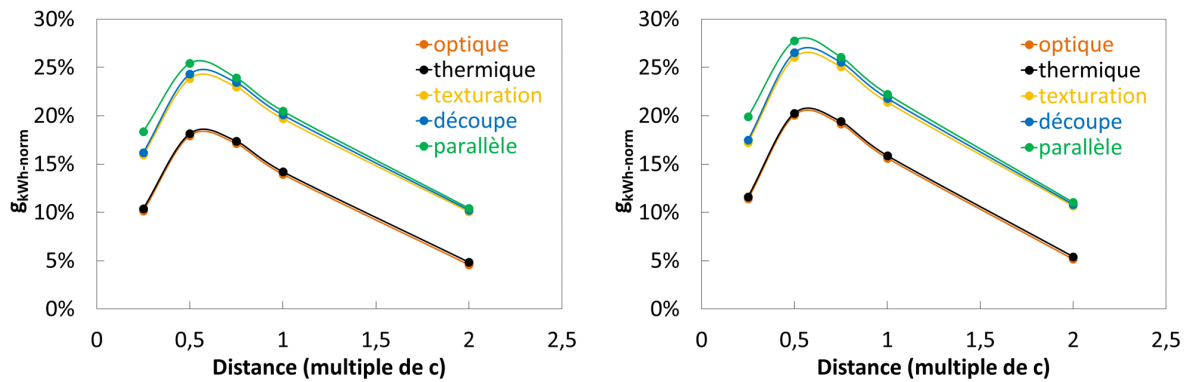 30%
25%
20%
15%
10%
5%
0%
gkWh-norm
optique
thermique
texturation
découpe
parallèle
0 0,5 1 1,5 2 2,5
Distance (multiple de c)
30%
25%
20%
15%
10%
5%
0%
gkWh-norm
optique
thermique
texturation
découpe
parallèle
0 0,5 1 1,5 2 2,5
Distance (multiple de c)